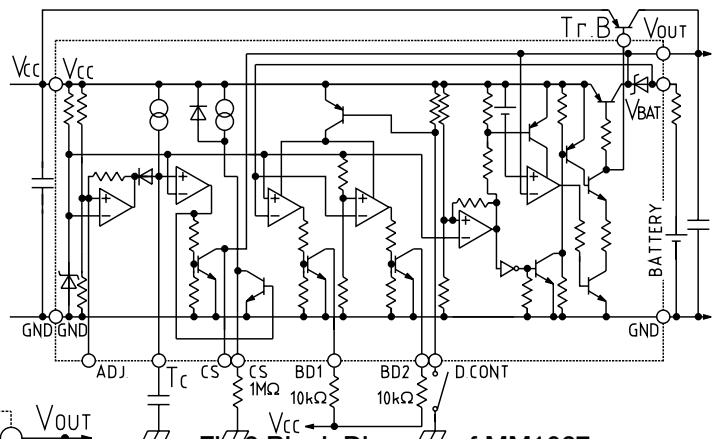 Tr.B
VOUT
VCC
VCC
VBAT
BATTERY
GND
GND
GND
ADJ.
TC
CS
CS
1MΩ
BD1
10kΩ
BD2
10kΩ
D.CONT
VCC
VOUT